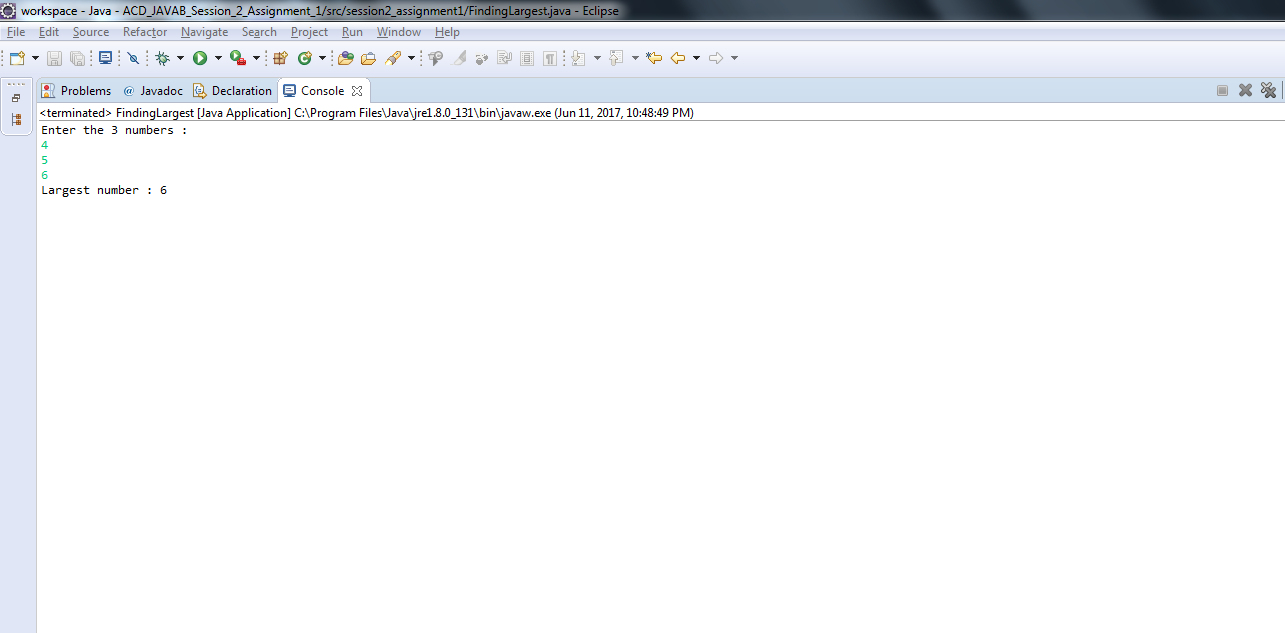 workspace - Java - ACD_JAVAB_Session_2_Assignment_1/src/session2_assignment1/FindingLargest.java - Eclipse
File Edit Source Refactor Navigate Search Project Run Window Help
Problems @ Javadoc Declaration Console
<terminated> FindingLargest [Java Application] C:\Program Files\Java\jre1.8.0_131\bin\javaw.exe (Jun 11, 2017, 10:48:49 PM)
Enter the 3 numbers :
4
5
6
Largest number : 6